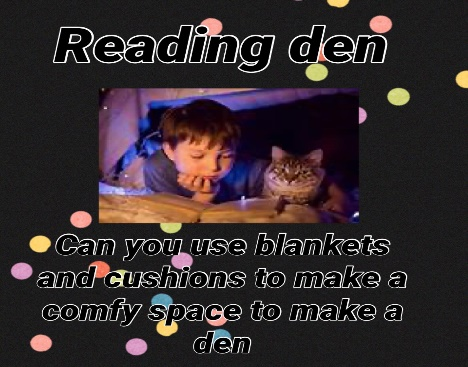 Reading den
Can you use blankets
and cushions to make a
comfy space to make a
den